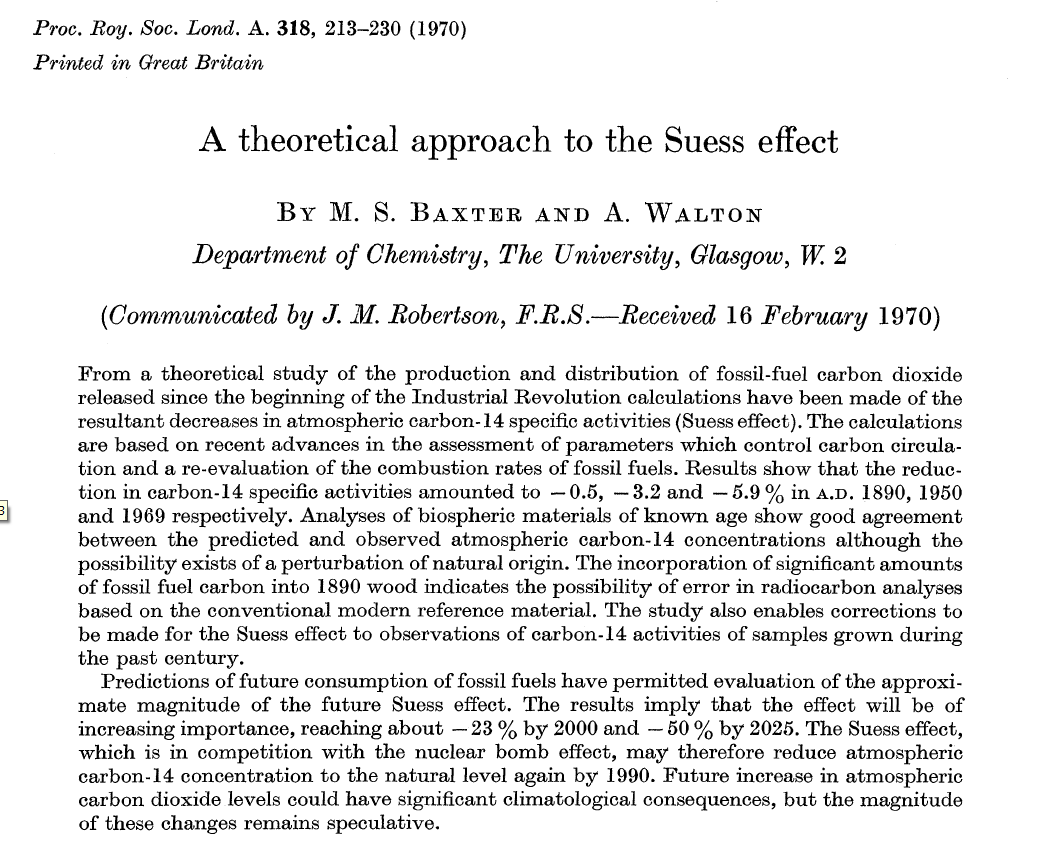 Proc. Roy. Soc. Lond. A. 318, 213–230 (1970)
Printed in Great Britain
A theoretical approach to the Suess effect
By M. S. Baxter and A. Walton
Department of Chemistry, The University, Glasgow, W. 2
(Communicated by J. M. Robertson, F.R.S.—Received 16 February 1970)
From a theoretical study of the production and distribution of fossil-fuel carbon dioxide
released since the beginning of the Industrial Revolution calculations have been made of the
resultant decreases in atmospheric carbon-14 specific activities (Suess effect). The calculations
are based on recent advances in the assessment of parameters which control carbon circula-
tion and a re-evaluation of the combustion rates of fossil fuels. Results show that the reduc-
tion in carbon-14 specific activities amounted to −0.5, −3.2 and −5.9 % in A.D. 1890, 1950
and 1969 respectively. Analyses of biospheric materials of known age show good agreement
between the predicted and observed atmospheric carbon-14 concentrations although the
possibility exists of a perturbation of natural origin. The incorporation of significant amounts
of fossil fuel carbon into 1890 wood indicates the possibility of error in radiocarbon analyses
based on the conventional modern reference material. The study also enables corrections to
be made for the Suess effect to observations of carbon-14 activities of samples grown during
the past century.
Predictions of future consumption of fossil fuels have permitted evaluation of the approxi-
mate magnitude of the future Suess effect. The results imply that the effect will be of
increasing importance, reaching about −23 % by 2000 and −50 % by 2025. The Suess effect,
which is in competition with the nuclear bomb effect, may therefore reduce atmospheric
carbon-14 concentration to the natural level again by 1990. Future increase in atmospheric
carbon dioxide levels could have significant climatological consequences, but the magnitude
of these changes remains speculative.